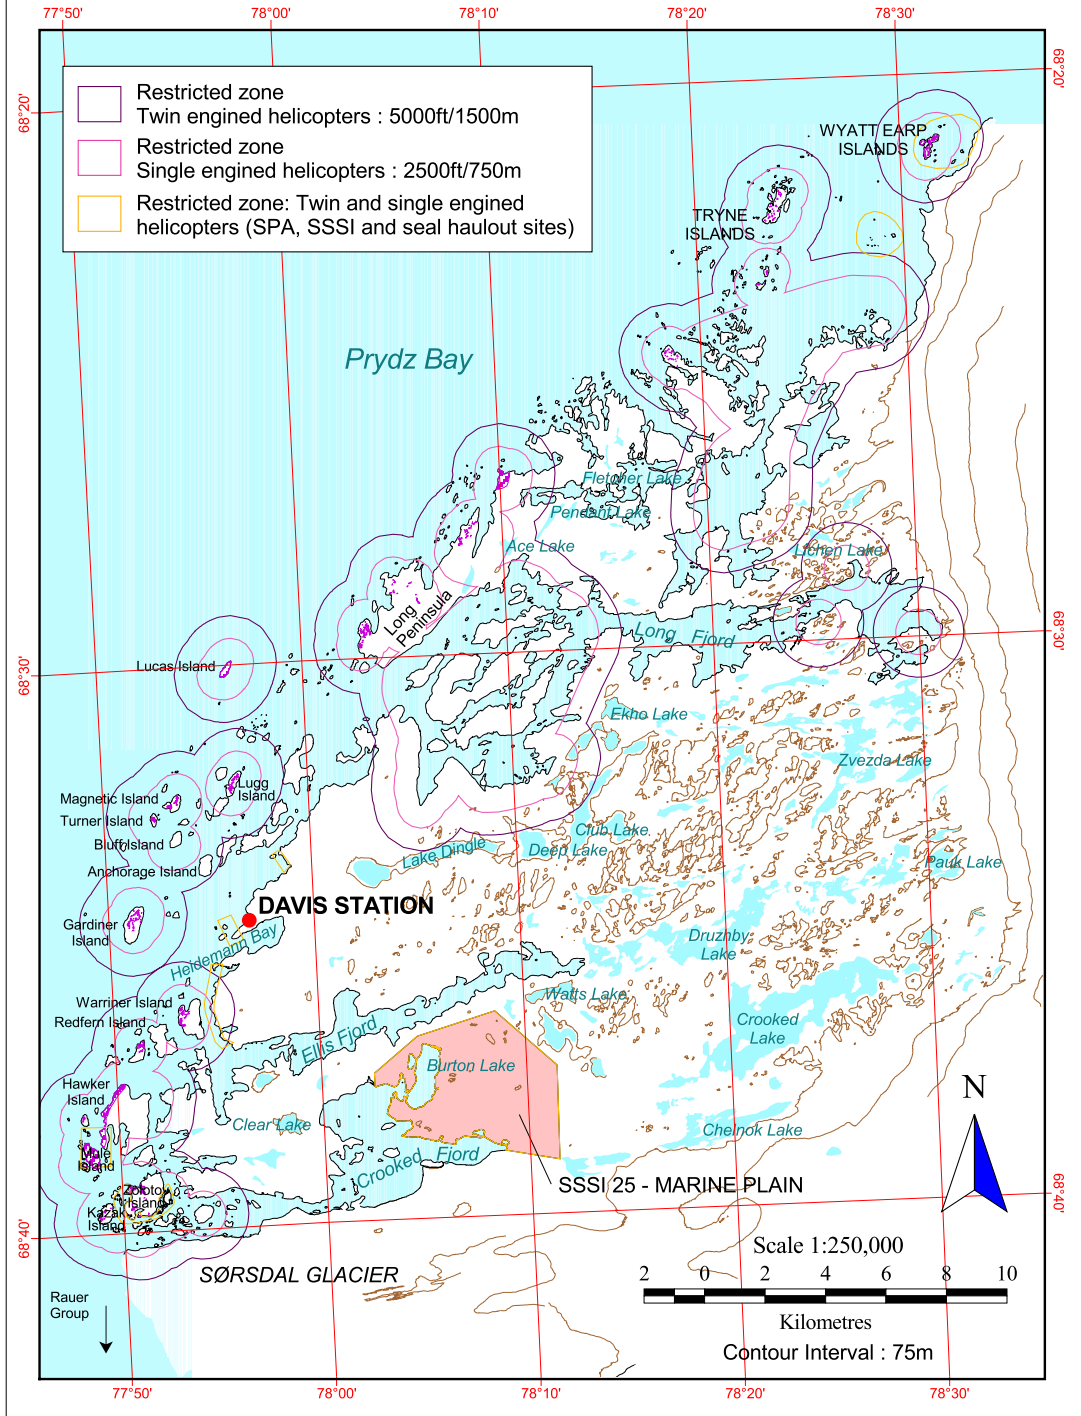 77°50'
78°00'
78°10'
78°20'
78°30'
68°20'
68°20'
Restricted zone
Twin engined helicopters : 5000ft/1500m
Restricted zone
Single engined helicopters : 2500ft/750m
Restricted zone: Twin and single engined
helicopters (SPA, SSSI and seal haulout sites)
WYATT EARP
ISLANDS
TRYNE
ISLANDS
Prydz Bay
Fletcher Lake
Pendant Lake
Ace Lake
Lichen Lake
Long
Peninsula
Long Fjord
68°30'
68°30'
Lucas Island
Ekho Lake
Zvezda Lake
Lugg
Island
Magnetic Island
Turner Island
Bluff Island
Anchorage Island
Club Lake
Deep Lake
Lake Dingle
Pauk Lake
DAVIS STATION
Gardiner
Island
Heidemann Bay
Druzhby
Lake
Watts Lake
Warriner Island
Redfern Island
Ellis Fjord
Crooked
Lake
Burton Lake
Hawker
Island
Clear Lake
Chelnok Lake
N
Mule
Island
Crooked Fjord
SSSI 25 - MARINE PLAIN
Zolotov
Island
Kazak
Island
68°40'
68°40'
SØRSDAL GLACIER
Scale 1:250,000
2 0 2 4 6 8 10
Kilometres
Contour Interval : 75m
Rauer
Group
77°50'
78°00'
78°10'
78°20'
78°30'